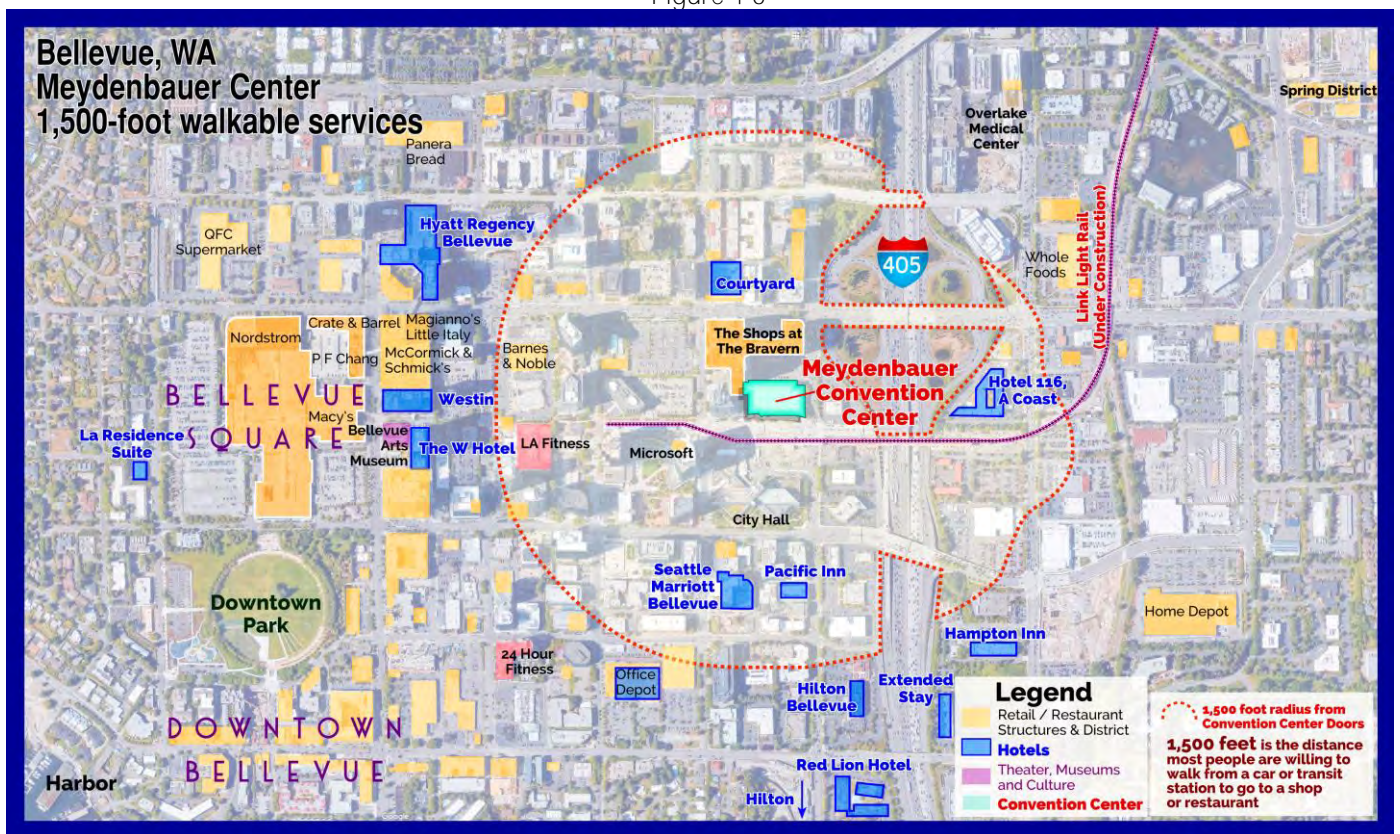 Bellevue, WA
Meydenbauer Center
1,500-foot walkable services
Spring District
Overlake
Medical
Center
Panera
Bread
QFC
Supermarket
Hyatt Regency
Bellevue
405
Whole
Foods
Link Light Rail
(Under Construction)
Courtyard
Nordstrom
Crate & Barrel
Magianno's
Little Italy
P F Chang
McCormick &
Schmick's
Barnes
& Noble
The Shops at
The Bravern
Meydenbauer
Convention
Center
Hotel 116,
A Coast
BELLEVUE
SQUARE
Westin
Macy's
Bellevue
Arts
Museum
The W Hotel
La Residence
Suite
LA Fitness
Microsoft
City Hall
Seattle
Marriott
Bellevue
Pacific Inn
Downtown
Park
Home Depot
Hampton Inn
24 Hour
Fitness
Office
Depot
Hilton
Bellevue
Extended
Stay
DOWNTOWN
BELLEVUE
Harbor
Red Lion Hotel
Hilton
Legend
Retail / Restaurant
Structures & District
Hotels
Theater, Museums
and Culture
Convention Center
1,500 foot radius from
Convention Center Doors
1,500 feet is the distance
most people are willing to
walk from a car or transit
station to go to a shop
or restaurant
Google